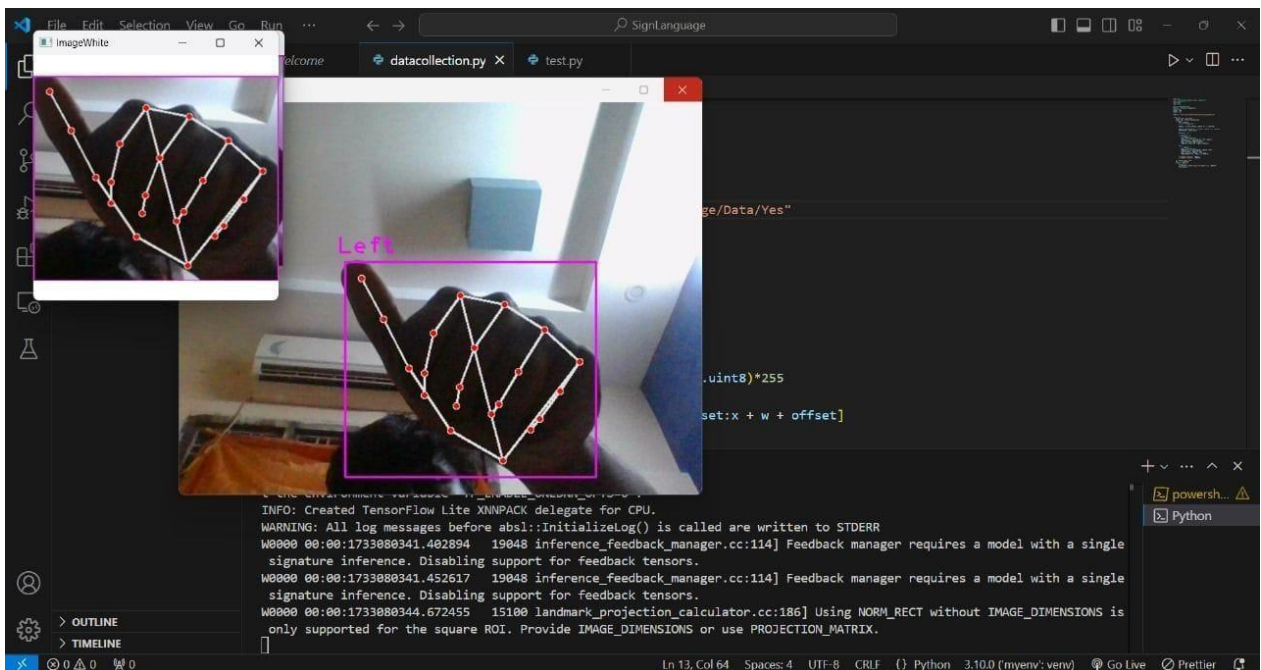 File Edit Selection View Go Run ... SignLanguage
ImageWhite
elcome datacollection.py test.py
ge/Data/Yes"
Left
.uint8)*255
set:x + w + offset]
INFO: Created TensorFlow Lite XNNPACK delegate for CPU.
WARNING: All log messages before absl::InitializeLog() is called are written to STDERR
W0000 00:00:1733080341.402894 19048 inference_feedback_manager.cc:114] Feedback manager requires a model with a single
signature inference. Disabling support for feedback tensors.
W0000 00:00:1733080341.452617 19048 inference_feedback_manager.cc:114] Feedback manager requires a model with a single
signature inference. Disabling support for feedback tensors.
W0000 00:00:1733080344.672455 15100 landmark_projection_calculator.cc:186] Using NORM_RECT without IMAGE_DIMENSIONS is
only supported for the square ROI. Provide IMAGE_DIMENSIONS or use PROJECTION_MATRIX.
powersh...
Python
OUTLINE
TIMELINE
0 0 0 Ln 13, Col 64 Spaces: 4 UTF-8 CRLF {} Python 3.10.0 ('myenv': venv) Go Live Prettier